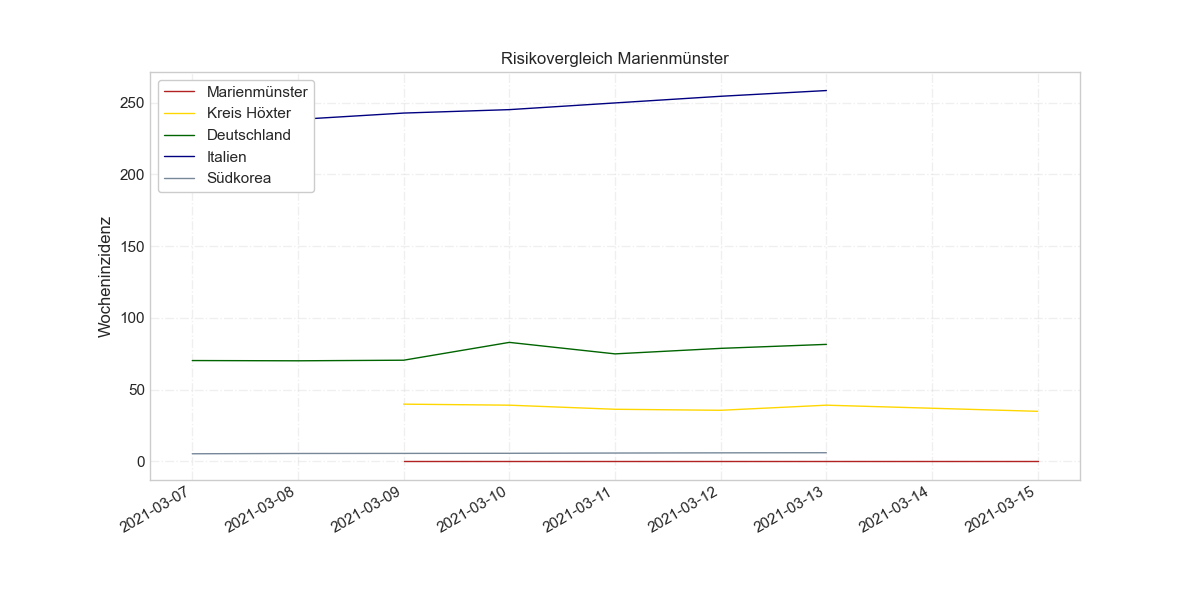 Risikovergleich Marienmünster
Marienmünster
Kreis Höxter
Deutschland
Italien
Südkorea
Wocheninzidenz
250
200
150
100
50
0
2021-03-07
2021-03-08
2021-03-09
2021-03-10
2021-03-11
2021-03-12
2021-03-13
2021-03-14
2021-03-15